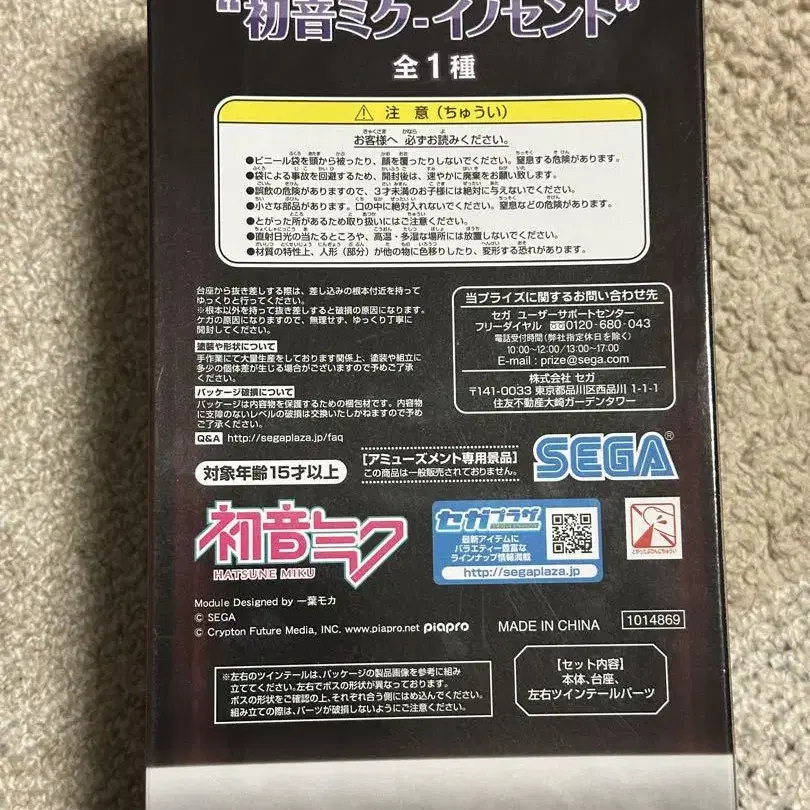 “初音ミク-イノセント”
全1種
⚠ 注 意(ちゅうい)
お客様へ 必ずお読みください。
●ビニール袋を頭から被ったり、顔を覆ったりしないでください。窒息する危険があります。
●袋による事故を回避するため、開封後は、速やかに廃棄をお願い致します。
●誤飲の危険がありますので、3才未満のお子様には絶対に与えないでください。
●小さな部品があります。口の中に絶対入れないでください。窒息などの危険があります。
●とがった所があるため取り扱いにはご注意ください。
●直射日光の当たるところや、高温・多湿な場所には放置しないでください。
●材質の特性上、人形(部分)が他の物に色移りしたり、変形する恐れがあります。
台座から抜き差しする際は、差し込みの根本付近を持って
ゆっくりと行ってください。
※根本以外を持って抜き差しすると破損の原因になります。
ケガの原因になりますので、無理せず、ゆっくり丁寧に
開封してください。
塗装や形状について
手作業にて大量生産をしております関係上、塗装や組立に
多少の個体差が生じる場合がございますので予めご了承
ください。
パッケージ破損について
パッケージは内容物を保護するための梱包材です。内容物
に支障のないレベルの破損は交換いたしかねますので予め
ご了承ください。
Q&A http://segaplaza.jp/faq
当プライズに関するお問い合わせ先
セガ ユーザーサポートセンター
フリーダイヤル 0120-680-043
電話受付時間(弊社指定休日を除く月～金)
10:00～12:00/13:00～17:00
E-mail : prize@sega.com
株式会社 セガ
〒141-0033 東京都品川区西品川 1-1-1
住友不動産大崎ガーデンタワー
対象年齢15才以上
[アミューズメント専用景品]
この商品は一般販売されておりません。
SEGA®
初音ミク
HATSUNE MIKU
セガプラザ
最新アイテムに
バラエティー豊富な
ラインナップ情報満載
http://segaplaza.jp
とがったぶひんにちゅうい
Module Designed by 一葉モカ
© SEGA
© Crypton Future Media, INC. www.piapro.net piapro
MADE IN CHINA
1014869
※左右のツインテールは、パッケージの製品画像を参考に組み
立ててください。左右でボスの形状が異なっております。
ボスの形状をご確認の上、それぞれ合う側にはめ込んでください。
組み立ての際は、パーツが破損しないようにご注意ください。
【セット内容】
本体、台座、
左右ツインテールパーツ